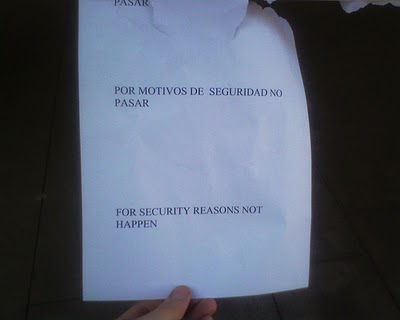 PASAR
POR MOTIVOS DE SEGURIDAD NO
PASAR
FOR SECURITY REASONS NOT
HAPPEN